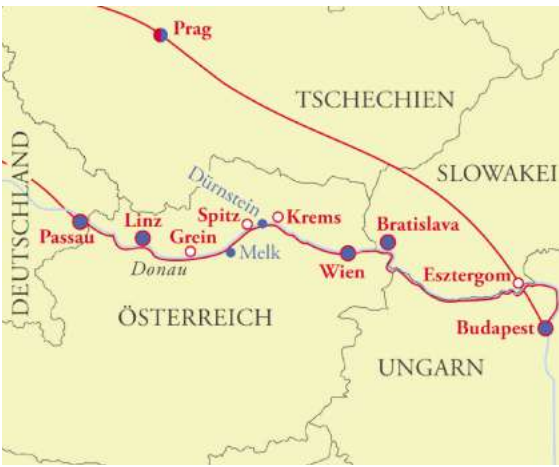 Prag
TSCHECHIEN
SLOWAKEI
DEUTSCHLAND
Dürnstein
Spitz
Krems
Bratislava
Linz
Passau
Grein
Melk
Donau
Wien
Esztergom
ÖSTERREICH
Budapest
UNGARN